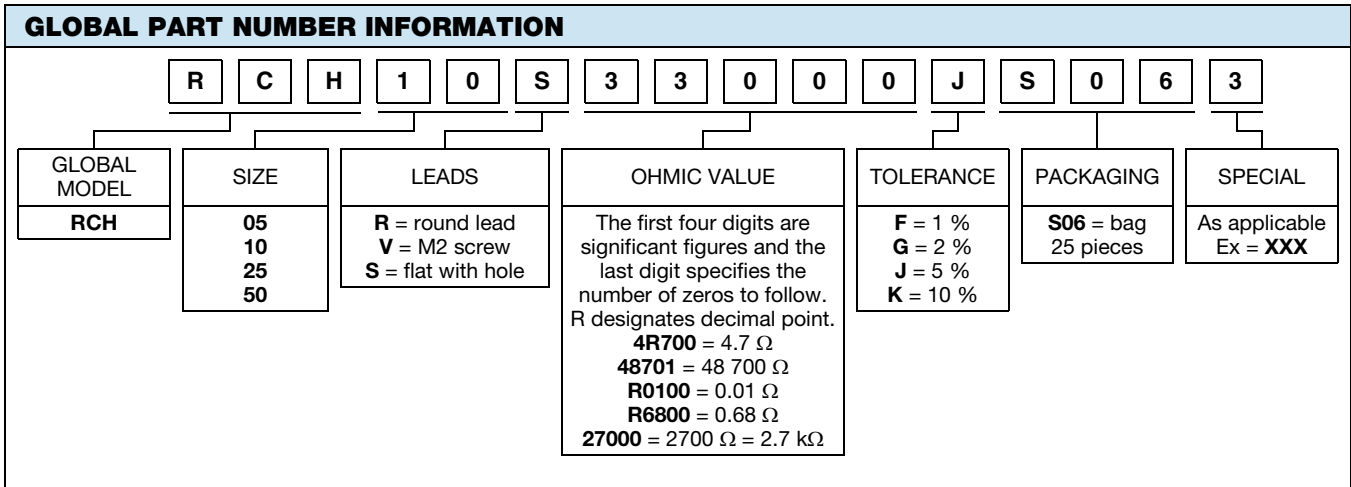 GLOBAL PART NUMBER INFORMATION
R C H 1 0 S 3 3 0 0 0 J S 0 6 3
GLOBAL
MODEL
RCH
SIZE
05
10
25
50
LEADS
R = round lead
V = M2 screw
S = flat with hole
OHMIC VALUE
The first four digits are
significant figures and the
last digit specifies the
number of zeros to follow.
R designates decimal point.
4R700 = 4.7 Ω
48701 = 48 700 Ω
R0100 = 0.01 Ω
R6800 = 0.68 Ω
27000 = 2700 Ω = 2.7 kΩ
TOLERANCE
F = 1 %
G = 2 %
J = 5 %
K = 10 %
PACKAGING
S06 = bag
25 pieces
SPECIAL
As applicable
Ex = XXX